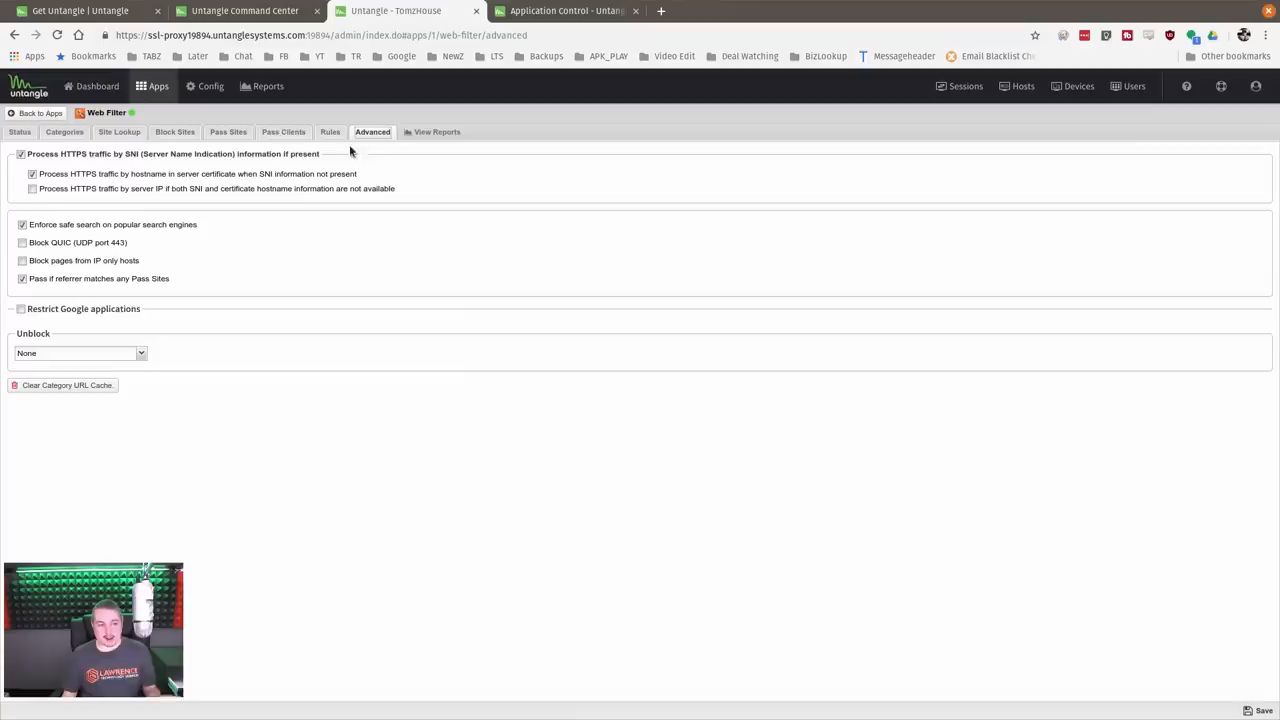 Get Untangle | Untangle
Untangle Command Center
Untangle - TomzHouse
Application Control - Untang
https://ssl-proxy19894.untanglesystems.com:19894/admin/index.do#apps/1/web-filter/advanced
Apps Bookmarks TABZ Later Chat FB YT TR Google NewZ LTS Backups APK_PLAY Video Edit Deal Watching BizLookup Messageheader Email Blacklist Che Other bookmarks
untangle Dashboard Apps Config Reports Sessions Hosts Devices Users
Back to Apps Web Filter
Status Categories Site Lookup Block Sites Pass Sites Pass Clients Rules Advanced View Reports
Process HTTPS traffic by SNI (Server Name Indication) information if present
Process HTTPS traffic by hostname in server certificate when SNI information not present
Process HTTPS traffic by server IP if both SNI and certificate hostname information are not available
Enforce safe search on popular search engines
Block QUIC (UDP port 443)
Block pages from IP only hosts
Pass if referrer matches any Pass Sites
Restrict Google applications
Unblock
None
Clear Category URL Cache.
LAWRENCE
Save